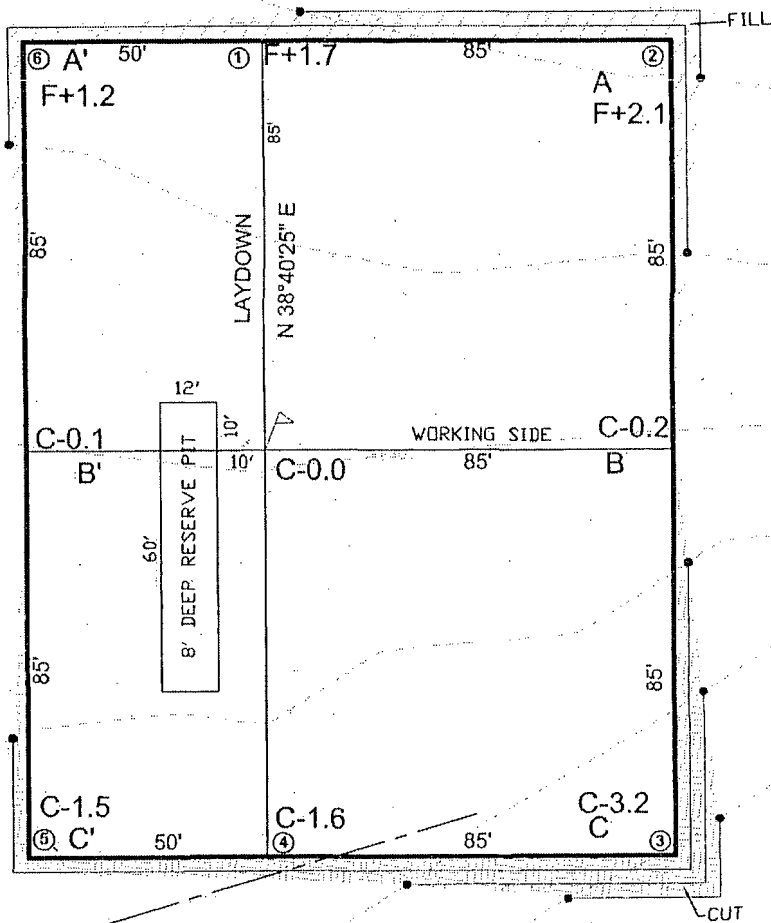 FILL
⑥ A' 50' ① F+1.7 85' ②
F+1.2
A
F+2.1
85'
85'
LAYDOWN
N 38°40'25" E
85'
12'
10'
C-0.1
WORKING SIDE
C-0.2
B'
10'
C-0.0
85'
B
60'
8' DEEP RESERVE PIT
85'
85'
C-1.5
C-1.6
C-3.2
⑤ C' 50' ④ 85' C ③
CUT